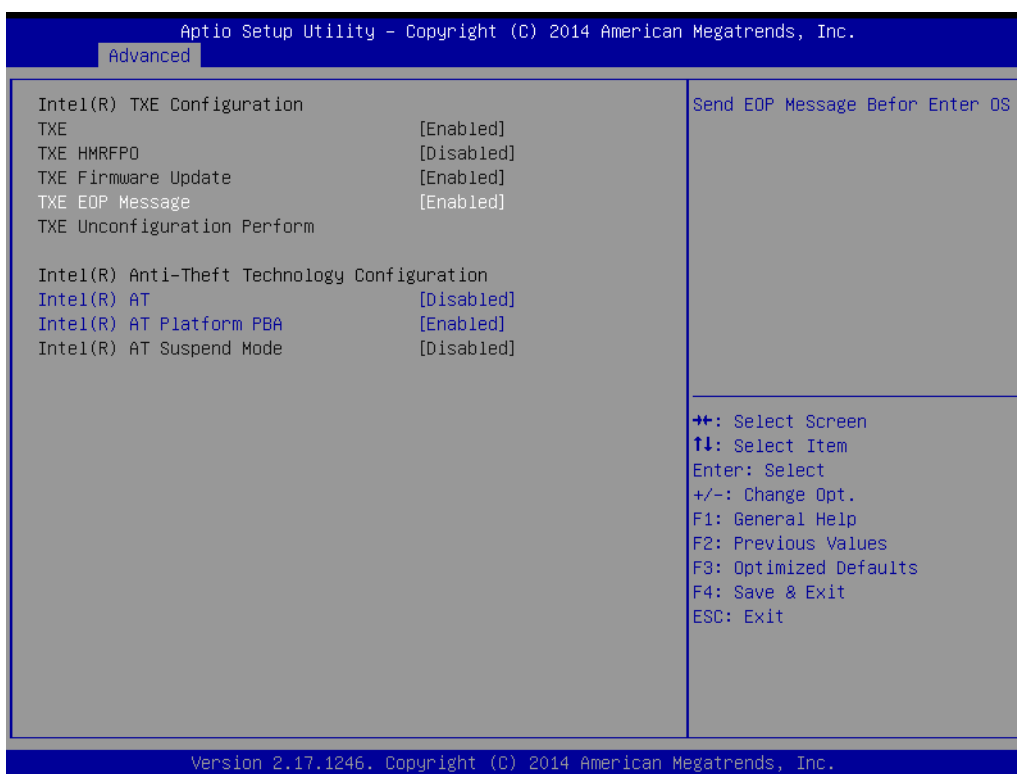 Aptio Setup Utility – Copyright (C) 2014 American Megatrends, Inc.
Advanced
Intel(R) TXE Configuration
TXE [Enabled]
TXE HMRFPO [Disabled]
TXE Firmware Update [Enabled]
TXE EOP Message [Enabled]
TXE Unconfiguration Perform
Intel(R) Anti-Theft Technology Configuration
Intel(R) AT [Disabled]
Intel(R) AT Platform PBA [Enabled]
Intel(R) AT Suspend Mode [Disabled]
Send EOP Message Befor Enter OS
→←: Select Screen
↑↓: Select Item
Enter: Select
+/-: Change Opt.
F1: General Help
F2: Previous Values
F3: Optimized Defaults
F4: Save & Exit
ESC: Exit
Version 2.17.1246. Copyright (C) 2014 American Megatrends, Inc.